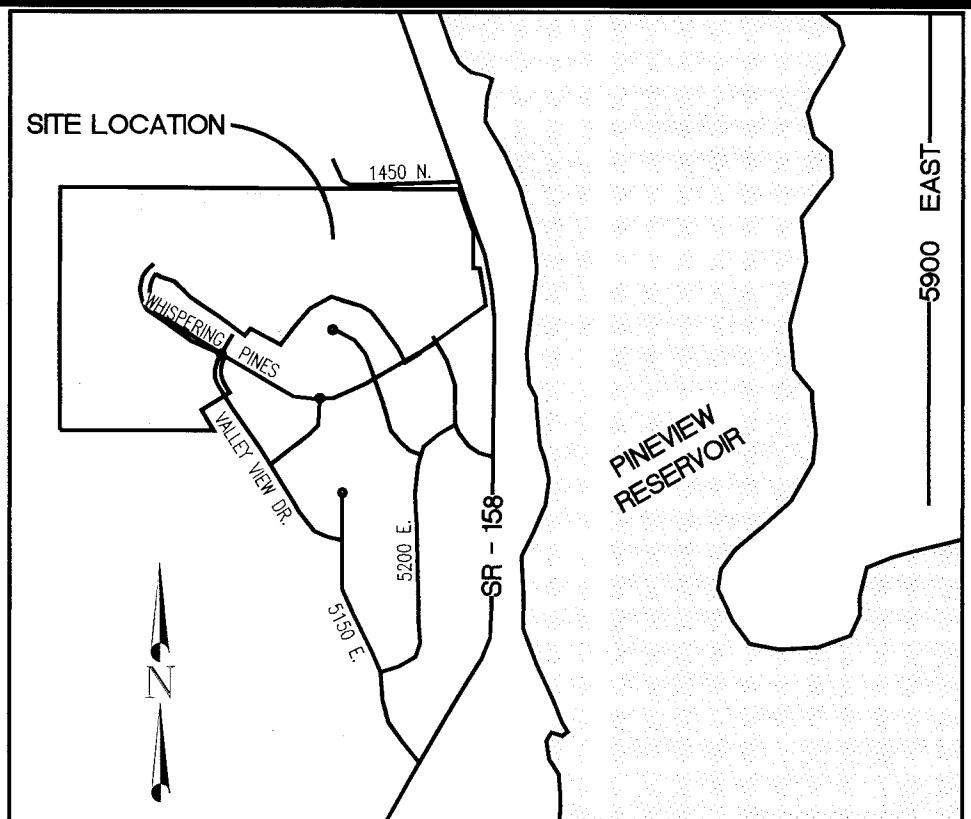 SITE LOCATION
1450 N.
5900 EAST
WHISPERING
PINES
VALLEY VIEW DR.
PINEVIEW
RESERVOIR
SR - 158
5200 E.
5150 E.
N